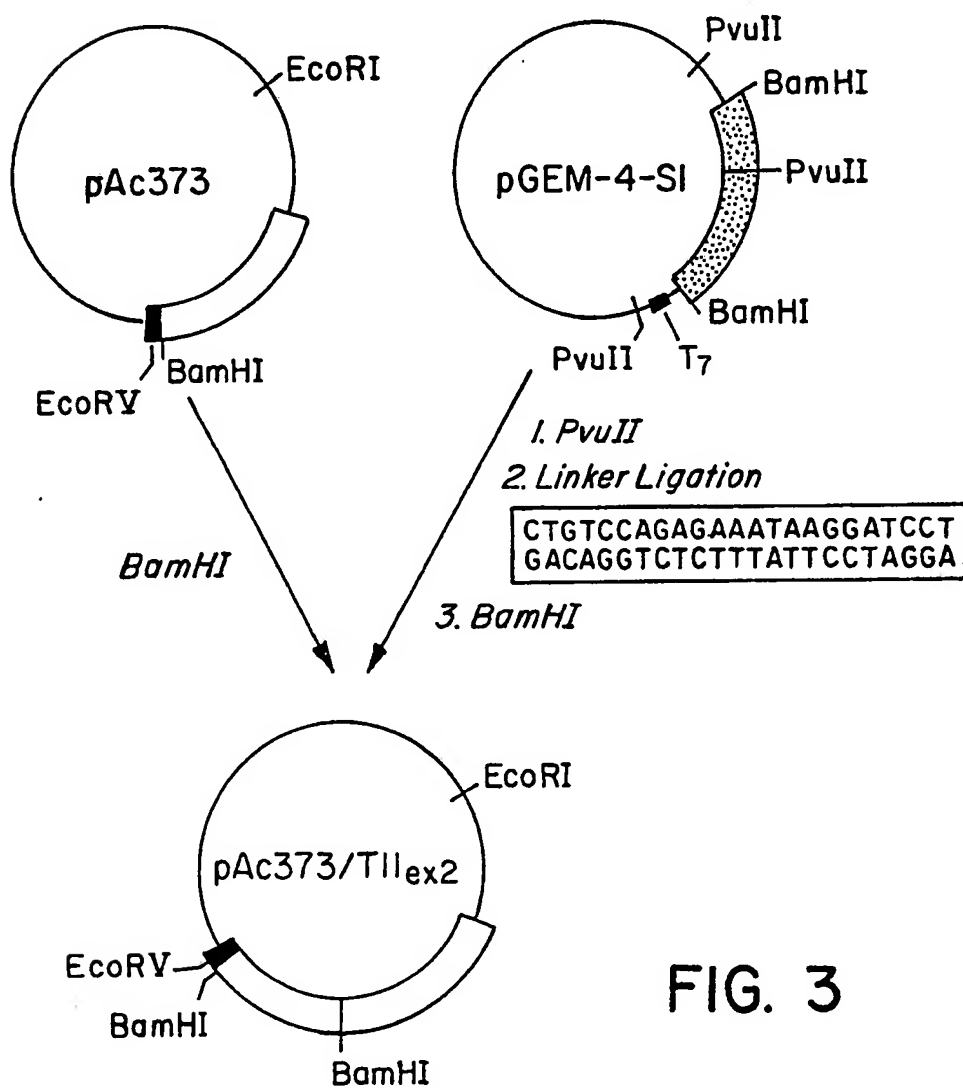 EcoRI
pAc373
EcoRV
BamHI
PvuII
BamHI
pGEM-4-SI
PvuII
BamHI
PvuII
T7
BamHI
1. PvuII
2. Linker Ligation
CTGTCCAGAGAAATAAGGATCCT
GACAGGTCTCTTTATTCCTAGGA
3. BamHI
EcoRI
pAc373/TIIex2
EcoRV
BamHI
BamHI
FIG. 3